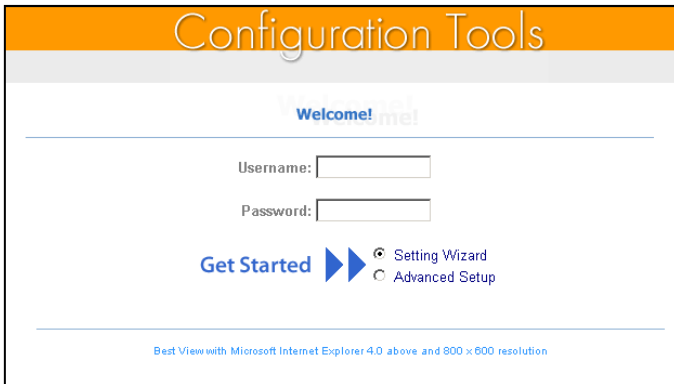 Configuration Tools
Welcome!
Username:
Password:
Get Started
Setting Wizard
Advanced Setup
Best View with Microsoft Internet Explorer 4.0 above and 800 x 600 resolution